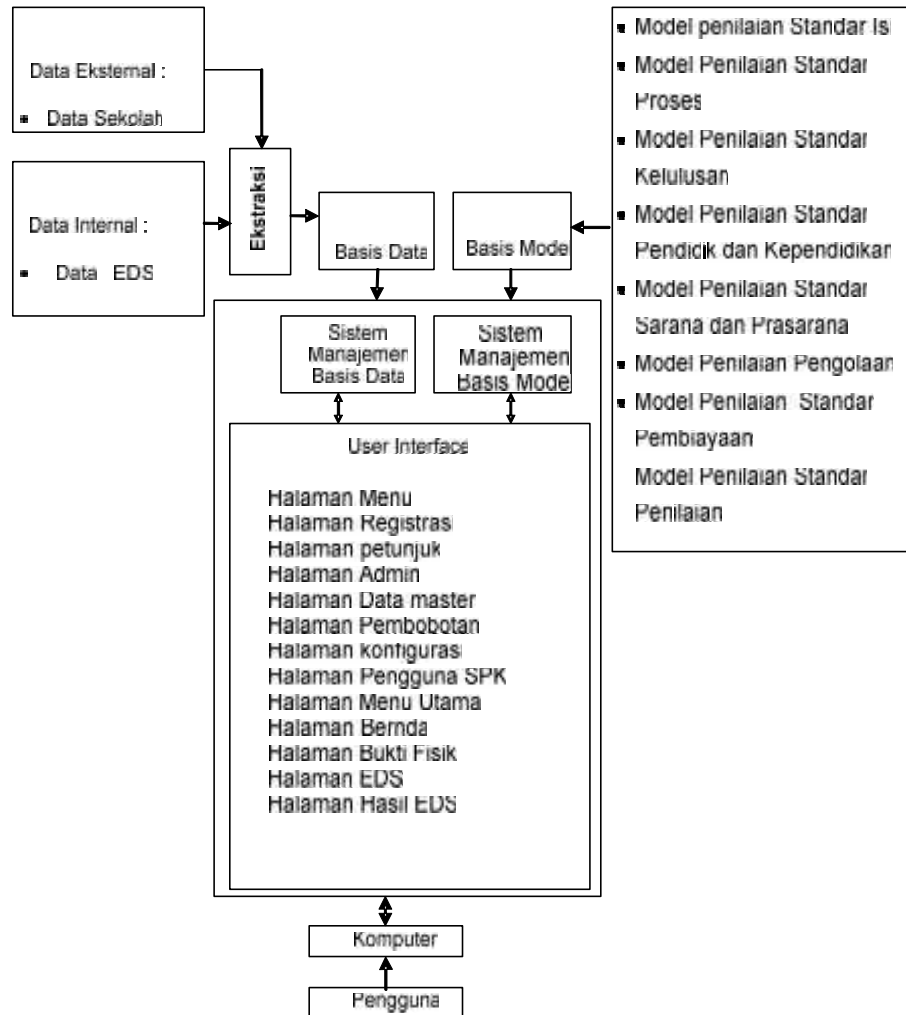 Data Eksternal :
▪ Data Sekolah
Data Internal :
▪ Data EDS
Ekstraksi
Basis Data
Basis Model
▪ Model penilaian Standar Isi
▪ Model Penilaian Standar
Proses
▪ Model Penilaian Standar
Kelulusan
▪ Model Penilaian Standar
Pendidik dan Kependidikan
▪ Model Penilaian Standar
Sarana dan Prasarana
▪ Model Penilaian Pengolaan
▪ Model Penilaian Standar
Pembiayaan
Model Penilaian Standar
Penilaian
Sistem
Manajemen
Basis Data
Sistem
Manajemen
Basis Model
User Interface
Halaman Menu
Halaman Registrasi
Halaman petunjuk
Halaman Admin
Halaman Data master
Halaman Pembobotan
Halaman konfigurasi
Halaman Pengguna SPK
Halaman Menu Utama
Halaman Bernda
Halaman Bukti Fisik
Halaman EDS
Halaman Hasil EDS
Komputer
Pengguna